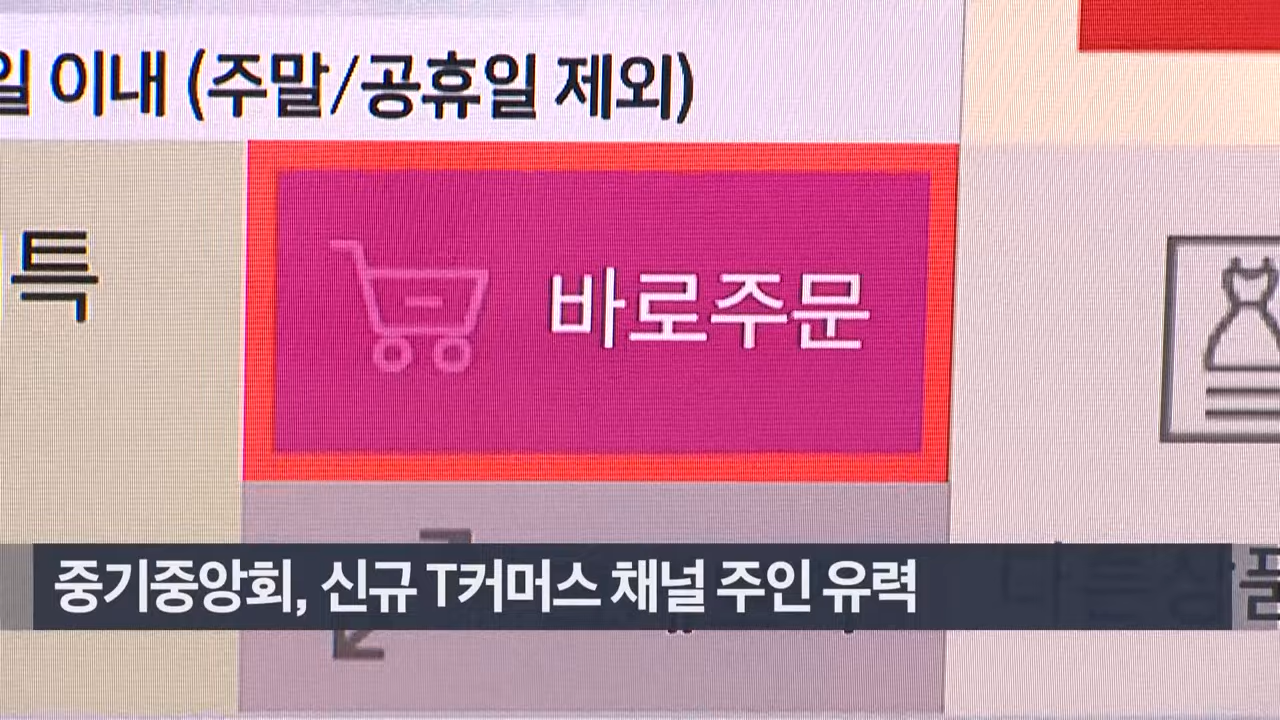 일 이내 (주말/공휴일 제외)
특
바로주문
중기중앙회, 신규 T커머스 채널 주인 유력